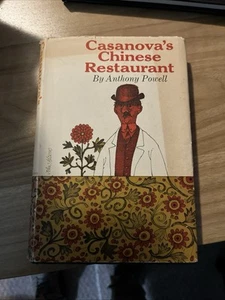 Casanova's
Chinese
Restaurant
By Anthony Powell